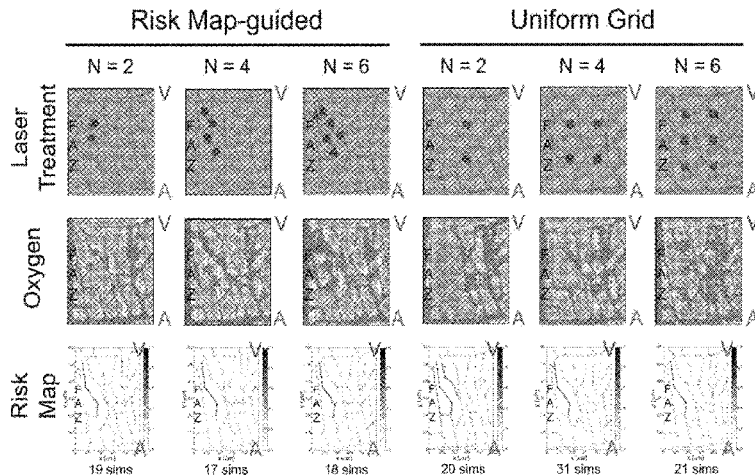 Risk Map-guided Uniform Grid
N = 2 N = 4 N = 6 N = 2 N = 4 N = 6
Laser Treatment
V V V V V V
F A Z F A Z F A Z F A Z F A Z F A Z
A A A A A A
Oxygen
V V V V V V
F A Z F A Z F A Z F A Z F A Z F A Z
A A A A A A
Risk Map
V V V V V V
F A Z F A Z F A Z F A Z F A Z F A Z
A A A A A A
19 sims 17 sims 18 sims 20 sims 31 sims 21 sims